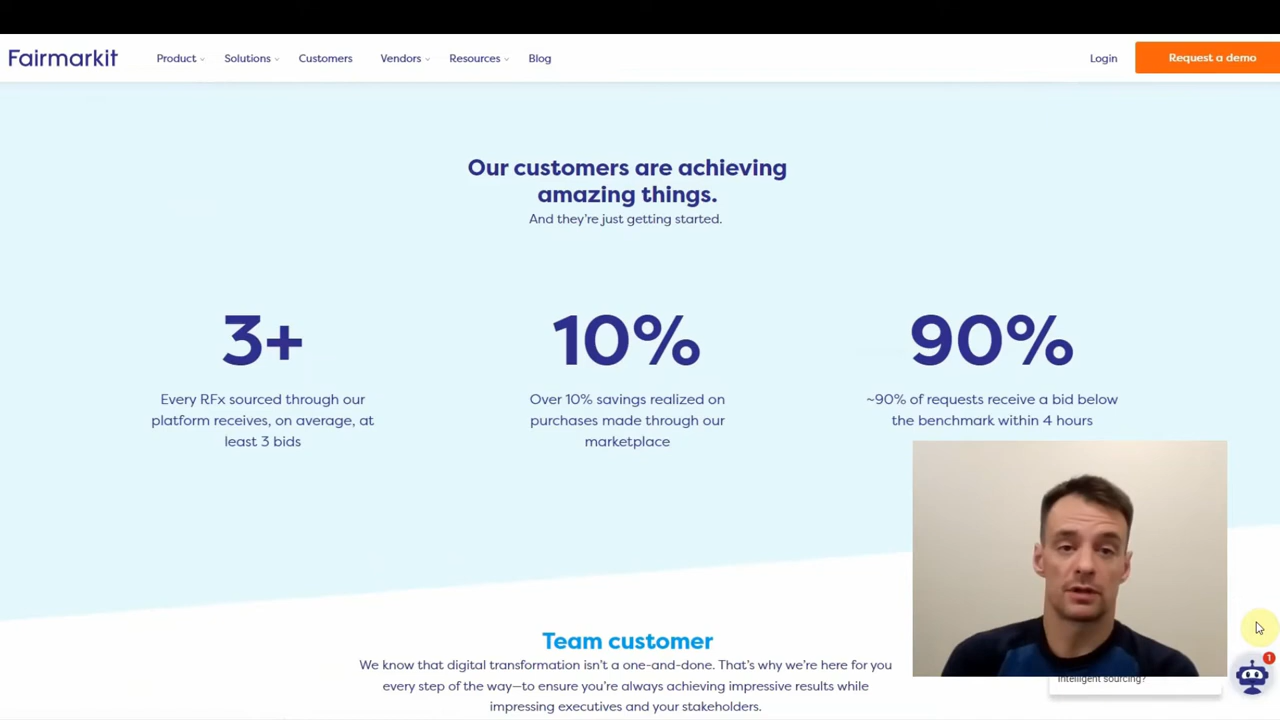 Fairmarkit
Product
Solutions
Customers
Vendors
Resources
Blog
Login
Request a demo
Our customers are achieving
amazing things.
And they're just getting started.
3+
Every RFx sourced through our
platform receives, on average, at
least 3 bids
10%
Over 10% savings realized on
purchases made through our
marketplace
90%
~90% of requests receive a bid below
the benchmark within 4 hours
Team customer
We know that digital transformation isn't a one-and-done. That's why we're here for you
every step of the way—to ensure you're always achieving impressive results while
impressing executives and your stakeholders.
intelligent sourcing?
1